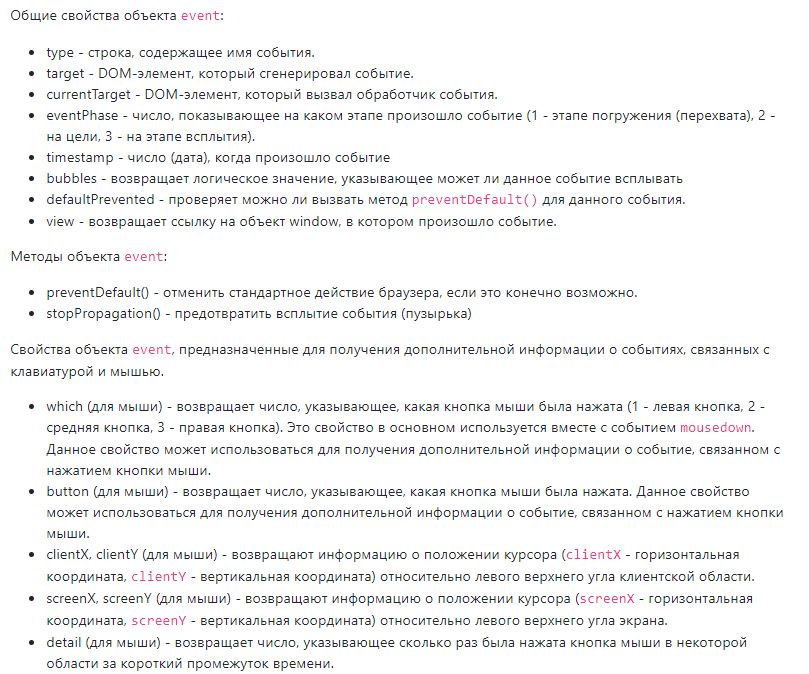 Общие свойства объекта event:
• type - строка, содержащее имя события.
• target - DOM-элемент, который сгенерировал событие.
• currentTarget - DOM-элемент, который вызвал обработчик события.
• eventPhase - число, показывающее на каком этапе произошло событие (1 - этапе погружения (перехвата), 2 -
на цели, 3 - на этапе всплытия).
• timestamp - число (дата), когда произошло событие
• bubbles - возвращает логическое значение, указывающее может ли данное событие всплывать
• defaultPrevented - проверяет можно ли вызвать метод preventDefault() для данного события.
• view - возвращает ссылку на объект window, в котором произошло событие.
Методы объекта event:
• preventDefault() - отменить стандартное действие браузера, если это конечно возможно.
• stopPropagation() - предотвратить всплытие события (пузырька)
Свойства объекта event, предназначенные для получения дополнительной информации о событиях, связанных с
клавиатурой и мышью.
• which (для мыши) - возвращает число, указывающее, какая кнопка мыши была нажата (1 - левая кнопка, 2 -
средняя кнопка, 3 - правая кнопка). Это свойство в основном используется вместе с событием mousedown.
Данное свойство может использоваться для получения дополнительной информации о событие, связанном с
нажатием кнопки мыши.
• button (для мыши) - возвращает число, указывающее, какая кнопка мыши была нажата. Данное свойство
может использоваться для получения дополнительной информации о событие, связанном с нажатием кнопки
мыши.
• clientX, clientY (для мыши) - возвращают информацию о положении курсора (clientX - горизонтальная
координата, clientY - вертикальная координата) относительно левого верхнего угла клиентской области.
• screenX, screenY (для мыши) - возвращают информацию о положении курсора (screenX - горизонтальная
координата, screenY - вертикальная координата) относительно левого верхнего угла экрана.
• detail (для мыши) - возвращает число, указывающее сколько раз была нажата кнопка мыши в некоторой
области за короткий промежуток времени.